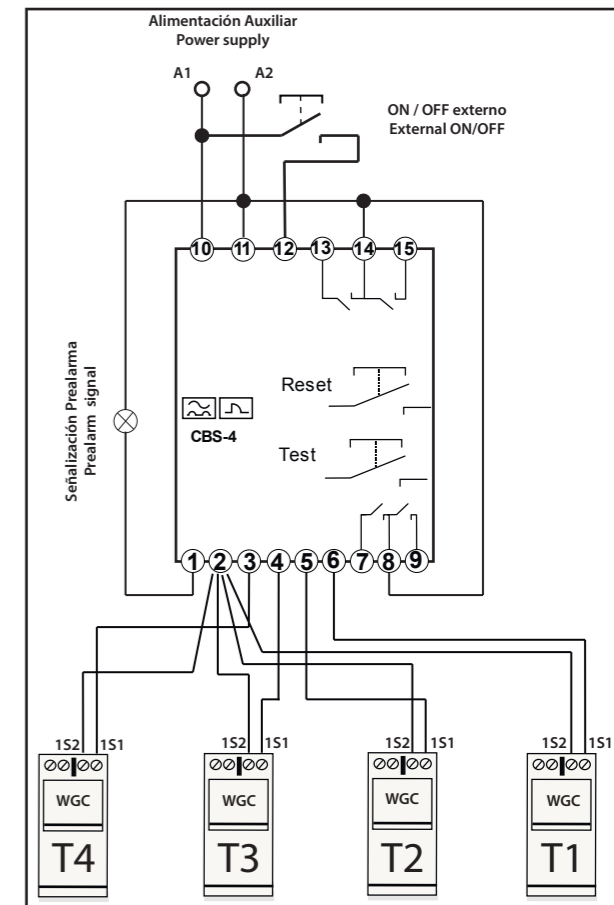 Alimentación Auxiliar
Power supply
A1
A2
ON / OFF externo
External ON/OFF
10 11 12 13 14 15
Señalización Prealarma
Prealarm signal
Reset
CBS-4
Test
1 2 3 4 5 6 7 8 9
1S2 1S1 1S2 1S1 1S2 1S1 1S2 1S1
WGC WGC WGC WGC
T4 T3 T2 T1